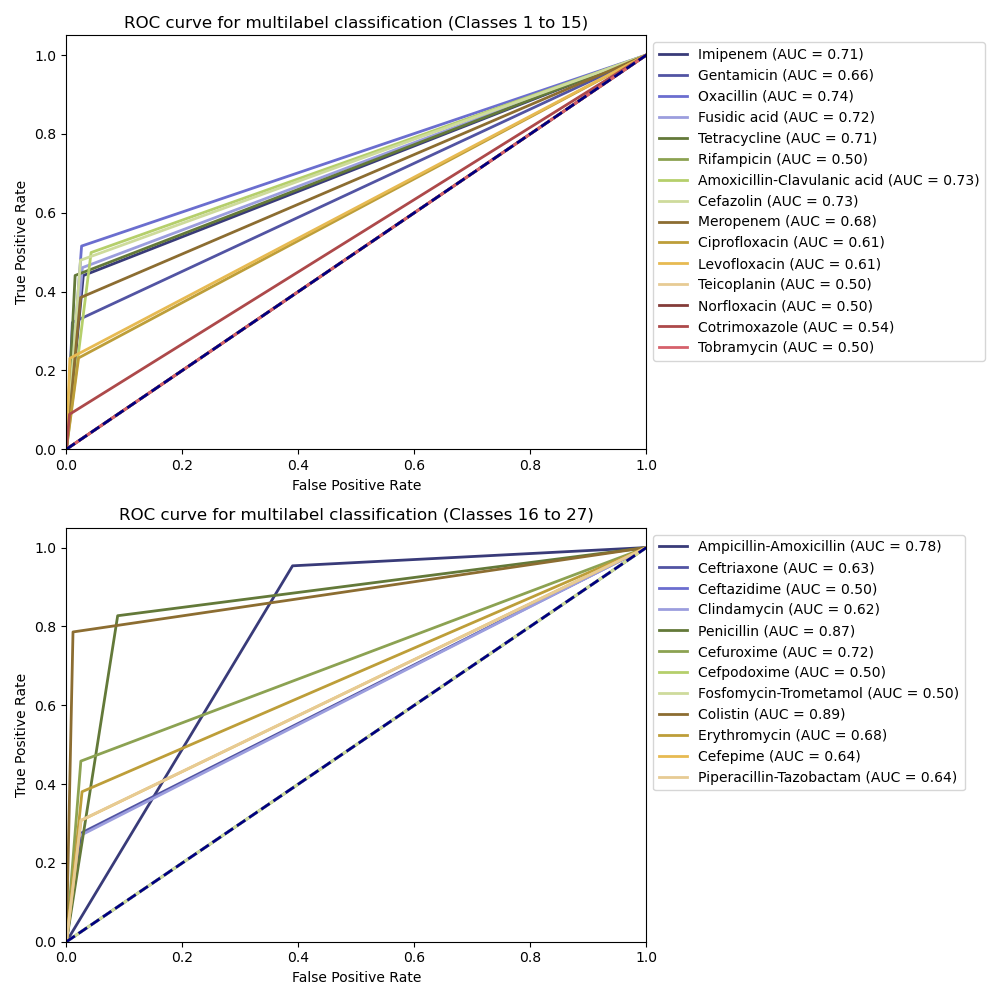 ROC curve for multilabel classification (Classes 1 to 15)
True Positive Rate
1.0
0.8
0.6
0.4
0.2
0.0
0.0 0.2 0.4 0.6 0.8 1.0
False Positive Rate
Imipenem (AUC = 0.71)
Gentamicin (AUC = 0.66)
Oxacillin (AUC = 0.74)
Fusidic acid (AUC = 0.72)
Tetracycline (AUC = 0.71)
Rifampicin (AUC = 0.50)
Amoxicillin-Clavulanic acid (AUC = 0.73)
Cefazolin (AUC = 0.73)
Meropenem (AUC = 0.68)
Ciprofloxacin (AUC = 0.61)
Levofloxacin (AUC = 0.61)
Teicoplanin (AUC = 0.50)
Norfloxacin (AUC = 0.50)
Cotrimoxazole (AUC = 0.54)
Tobramycin (AUC = 0.50)
ROC curve for multilabel classification (Classes 16 to 27)
True Positive Rate
1.0
0.8
0.6
0.4
0.2
0.0
0.0 0.2 0.4 0.6 0.8 1.0
False Positive Rate
Ampicillin-Amoxicillin (AUC = 0.78)
Ceftriaxone (AUC = 0.63)
Ceftazidime (AUC = 0.50)
Clindamycin (AUC = 0.62)
Penicillin (AUC = 0.87)
Cefuroxime (AUC = 0.72)
Cefpodoxime (AUC = 0.50)
Fosfomycin-Trometamol (AUC = 0.50)
Colistin (AUC = 0.89)
Erythromycin (AUC = 0.68)
Cefepime (AUC = 0.64)
Piperacillin-Tazobactam (AUC = 0.64)